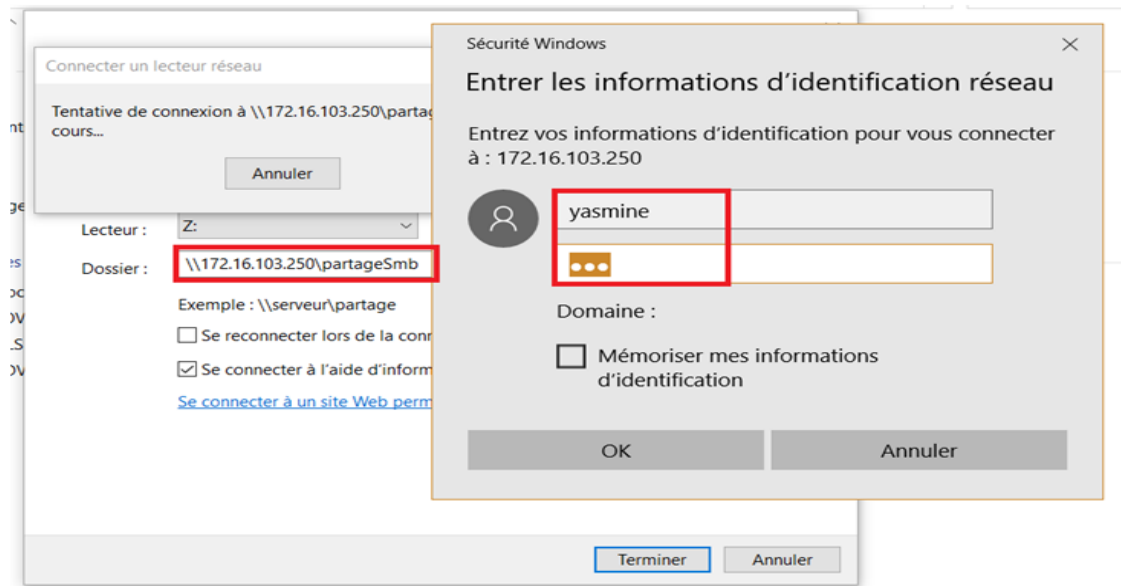 Connecter un lecteur réseau
Tentative de connexion à \\172.16.103.250\partag
cours...
Annuler
Lecteur :
Z:
Dossier :
\\172.16.103.250\partageSmb
Exemple : \\serveur\partage
Se reconnecter lors de la conn
Se connecter à l'aide d'inform
Se connecter à un site Web perm
Terminer
Annuler
Sécurité Windows
Entrer les informations d'identification réseau
Entrez vos informations d'identification pour vous connecter
à : 172.16.103.250
yasmine
Domaine :
Mémoriser mes informations
d'identification
OK
Annuler